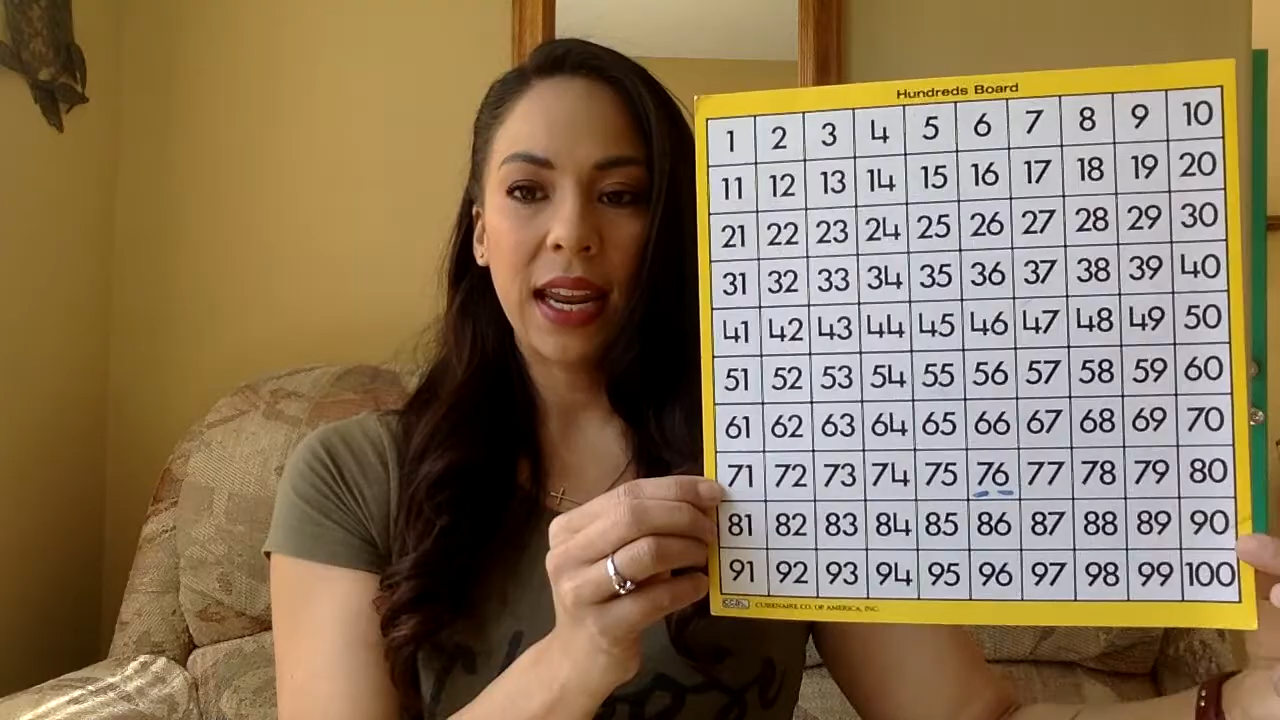 Hundreds Board
1 2 3 4 5 6 7 8 9 10
11 12 13 14 15 16 17 18 19 20
21 22 23 24 25 26 27 28 29 30
31 32 33 34 35 36 37 38 39 40
41 42 43 44 45 46 47 48 49 50
51 52 53 54 55 56 57 58 59 60
61 62 63 64 65 66 67 68 69 70
71 72 73 74 75 76 77 78 79 80
81 82 83 84 85 86 87 88 89 90
91 92 93 94 95 96 97 98 99 100
CUISENAIRE CO. OF AMERICA, INC.